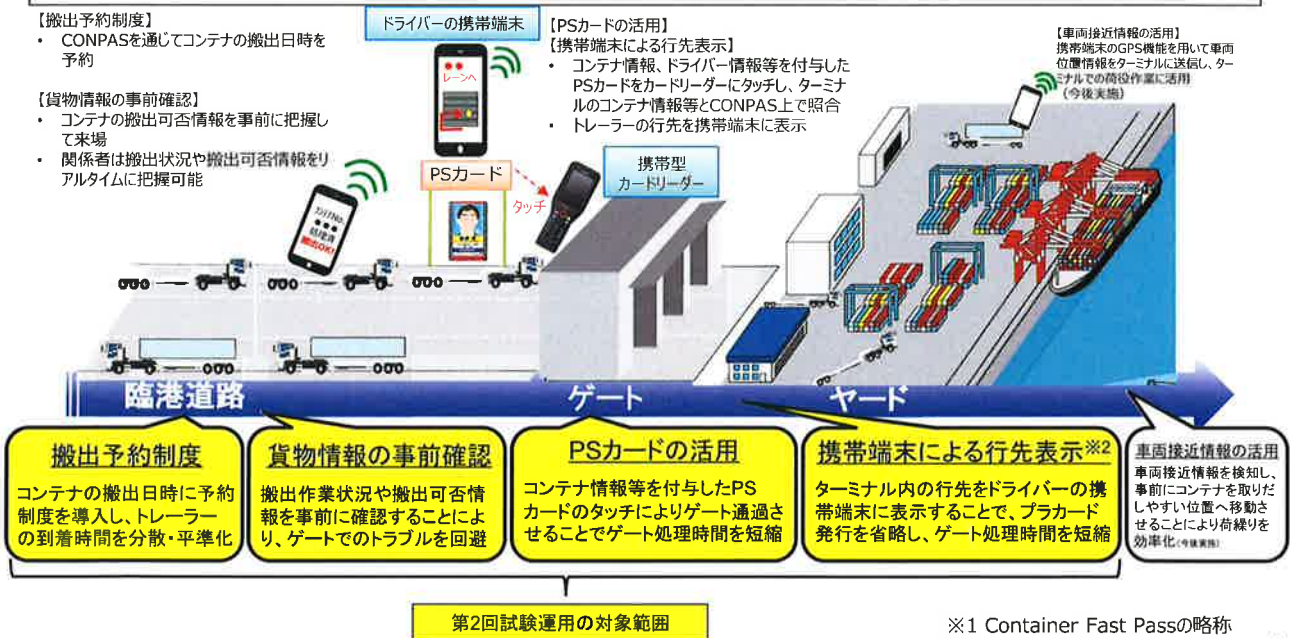 【搬出予約制度】
・ CONPASを通じてコンテナの搬出日時を
予約
【貨物情報の事前確認】
・ コンテナの搬出可否情報を事前に把握し
て来場
・ 関係者は搬出状況や搬出可否情報をリ
アルタイムに把握可能
ドライバーの携帯端末
レーンへ
【PSカードの活用】
【携帯端末による行先表示】
・ コンテナ情報、ドライバー情報等を付与した
PSカードをカードリーダーにタッチし、ターミナ
ルのコンテナ情報等とCONPAS上で照合
・ トレーラーの行先を携帯端末に表示
【車両接近情報の活用】
携帯端末のGPS機能を用いて車両
位置情報をターミナルに送信し、ター
ミナルでの荷役作業に活用
(今後実施)
PSカード
タッチ
携帯型
カードリーダー
コンテナNo.
●●●
処理済
搬出OK!
臨港道路
ゲート
ヤード
搬出予約制度
コンテナの搬出日時に予約
制度を導入し、トレーラー
の到着時間を分散・平準化
貨物情報の事前確認
搬出作業状況や搬出可否情
報を事前に確認することによ
り、ゲートでのトラブルを回避
PSカードの活用
コンテナ情報等を付与したPS
カードのタッチによりゲート通過さ
せることでゲート処理時間を短縮
携帯端末による行先表示※2
ターミナル内の行先をドライバーの携
帯端末に表示することで、プラカード
発行を省略し、ゲート処理時間を短縮
車両接近情報の活用
車両接近情報を検知し、
事前にコンテナを取りだ
しやすい位置へ移動さ
せることにより荷繰りを
効率化(今後実施)
第2回試験運用の対象範囲
※1 Container Fast Passの略称